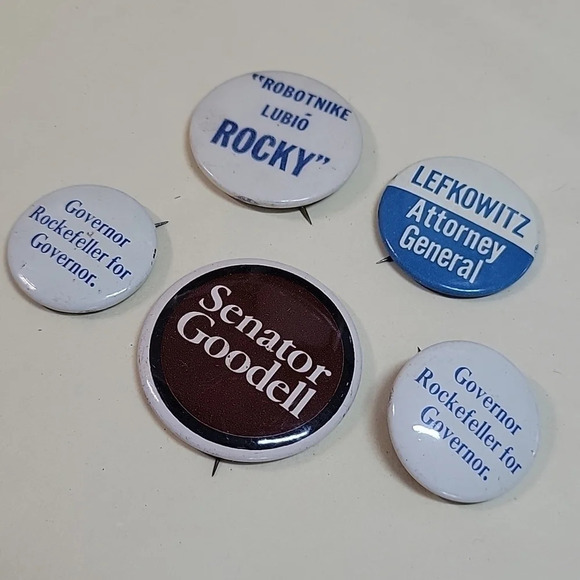 "ROBOTNIKE
LUBIÓ
ROCKY"
LEFKOWITZ
Attorney
General
Governor
Rockefeller for
Governor.
Senator
Goodell
Governor
Rockefeller for
Governor.